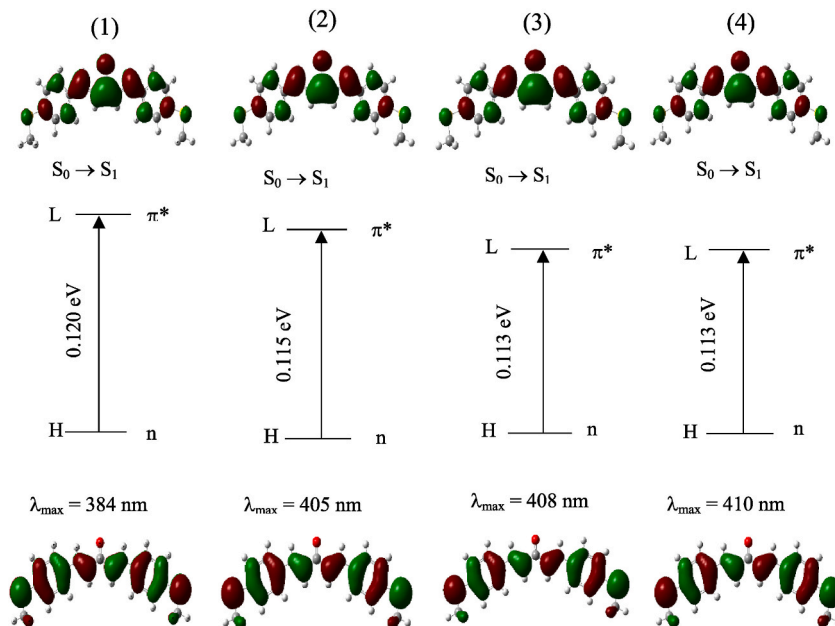 (1)
(2)
(3)
(4)
S₀ → S₁
S₀ → S₁
S₀ → S₁
S₀ → S₁
L π*
0.120 eV
H n
L π*
0.115 eV
H n
L π*
0.113 eV
H n
L π*
0.113 eV
H n
λmax = 384 nm
λmax = 405 nm
λmax = 408 nm
λmax = 410 nm